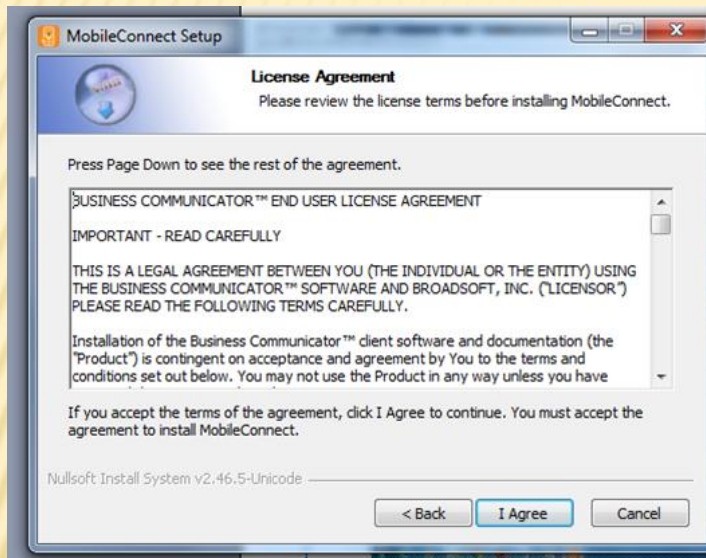 MobileConnect Setup
License Agreement
Please review the license terms before installing MobileConnect.
Press Page Down to see the rest of the agreement.
BUSINESS COMMUNICATOR™ END USER LICENSE AGREEMENT
IMPORTANT - READ CAREFULLY
THIS IS A LEGAL AGREEMENT BETWEEN YOU (THE INDIVIDUAL OR THE ENTITY) USING
THE BUSINESS COMMUNICATOR™ SOFTWARE AND BROADSOFT, INC. ("LICENSOR")
PLEASE READ THE FOLLOWING TERMS CAREFULLY.
Installation of the Business Communicator™ client software and documentation (the
"Product") is contingent on acceptance and agreement by You to the terms and
conditions set out below. You may not use the Product in any way unless you have
If you accept the terms of the agreement, click I Agree to continue. You must accept the
agreement to install MobileConnect.
Nullsoft Install System v2.46.5-Unicode
< Back
I Agree
Cancel